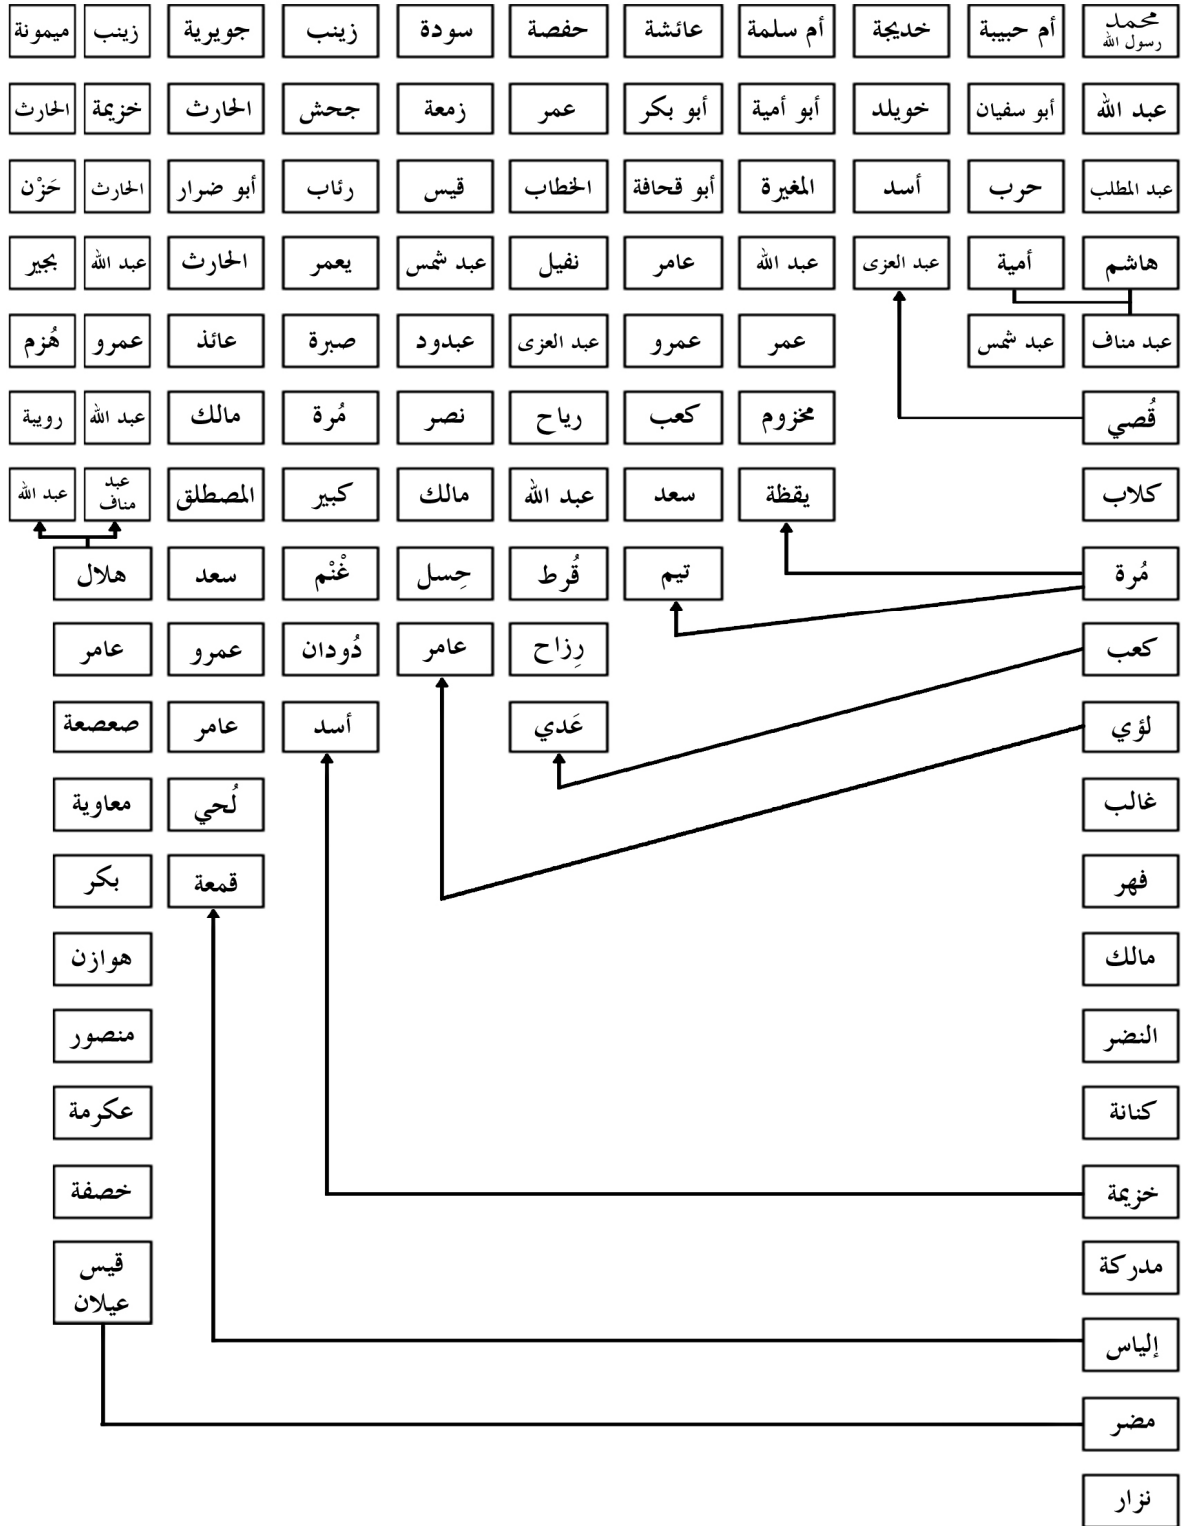 محمد
رسول الله
أم حبيبة
خديجة
أم سلمة
عائشة
حفصة
سودة
زينب
جويرية
زينب
ميمونة
عبد الله
أبو سفيان
خويلد
أبو أمية
أبو بكر
عمر
زمعة
جحش
الحارث
خزيمة
الحارث
عبد المطلب
حرب
أسد
المغيرة
أبو قحافة
الخطاب
قيس
رئاب
أبو ضرار
الحارث
حَزْن
هاشم
أمية
عبد العزى
عبد الله
عامر
نفيل
عبد شمس
يعمر
الحارث
عبد الله
بجير
عبد مناف
عبد شمس
عمر
عمرو
عبد العزى
عبدود
صبرة
عائذ
عمرو
هُزم
قُصي
مخزوم
كعب
رياح
نصر
مُرة
مالك
عبد الله
رويبة
كلاب
يقظة
سعد
عبد الله
مالك
كبير
المصطلق
عبد
مناف
عبد الله
مُرة
تيم
قُرط
حِسل
غْنْم
سعد
هلال
كعب
رِزاح
عامر
دُودان
عمرو
عامر
لؤي
عَدي
أسد
عامر
صعصعة
غالب
لُحي
معاوية
فهر
قمعة
بكر
مالك
هوازن
النضر
منصور
كنانة
عكرمة
خزيمة
خصفة
مدركة
قيس
عيلان
إلياس
مضر
نزار